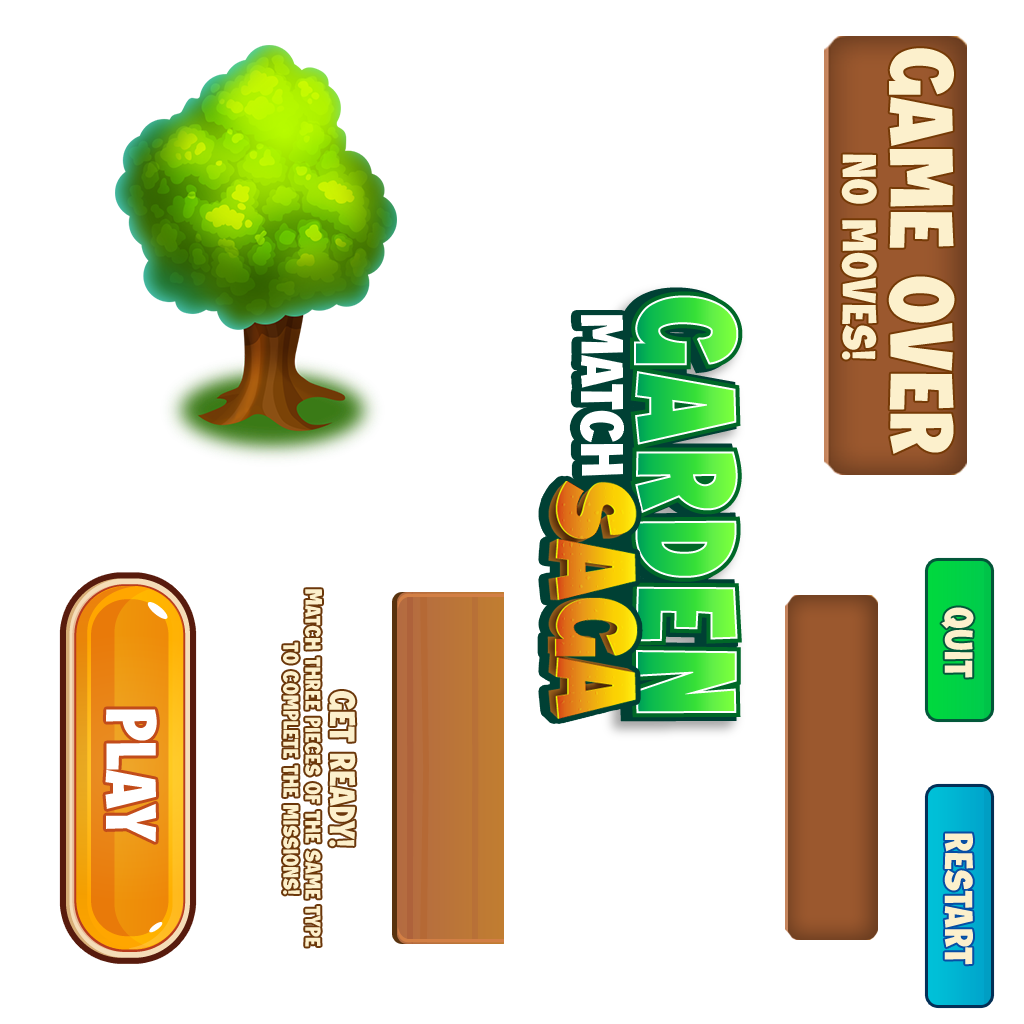 GAME OVER
NO MOVES!
GARDEN
MATCH SAGA
PLAY
GET READY!
MATCH THREE PIECES OF THE SAME TYPE
TO COMPLETE THE MISSIONS!
QUIT
RESTART